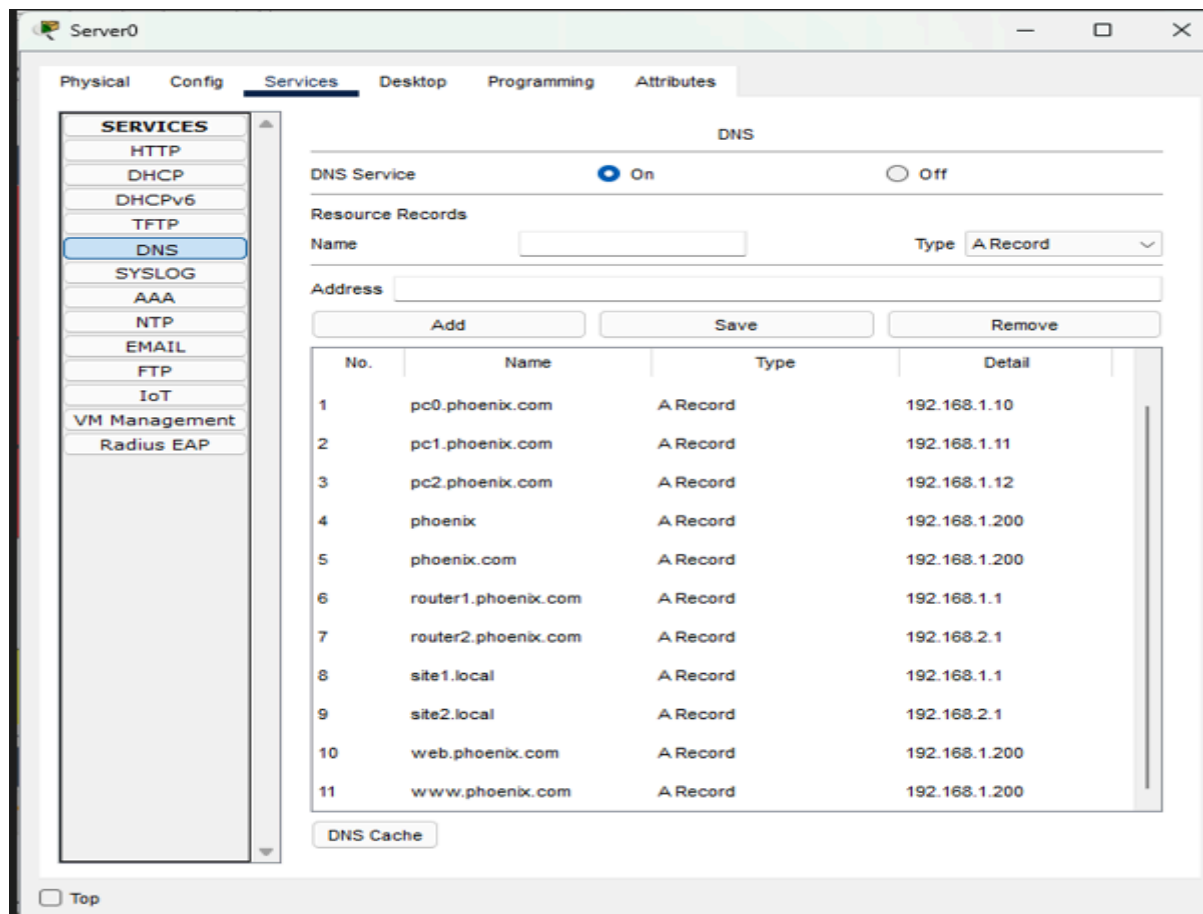 Server0
Physical Config Services Desktop Programming Attributes
SERVICES
HTTP
DHCP
DHCPv6
TFTP
DNS
SYSLOG
AAA
NTP
EMAIL
FTP
IoT
VM Management
Radius EAP
DNS
DNS Service On Off
Resource Records
Name Type A Record
Address
Add Save Remove
No. Name Type Detail
1 pc0.phoenix.com A Record 192.168.1.10
2 pc1.phoenix.com A Record 192.168.1.11
3 pc2.phoenix.com A Record 192.168.1.12
4 phoenix A Record 192.168.1.200
5 phoenix.com A Record 192.168.1.200
6 router1.phoenix.com A Record 192.168.1.1
7 router2.phoenix.com A Record 192.168.2.1
8 site1.local A Record 192.168.1.1
9 site2.local A Record 192.168.2.1
10 web.phoenix.com A Record 192.168.1.200
11 www.phoenix.com A Record 192.168.1.200
DNS Cache
Top